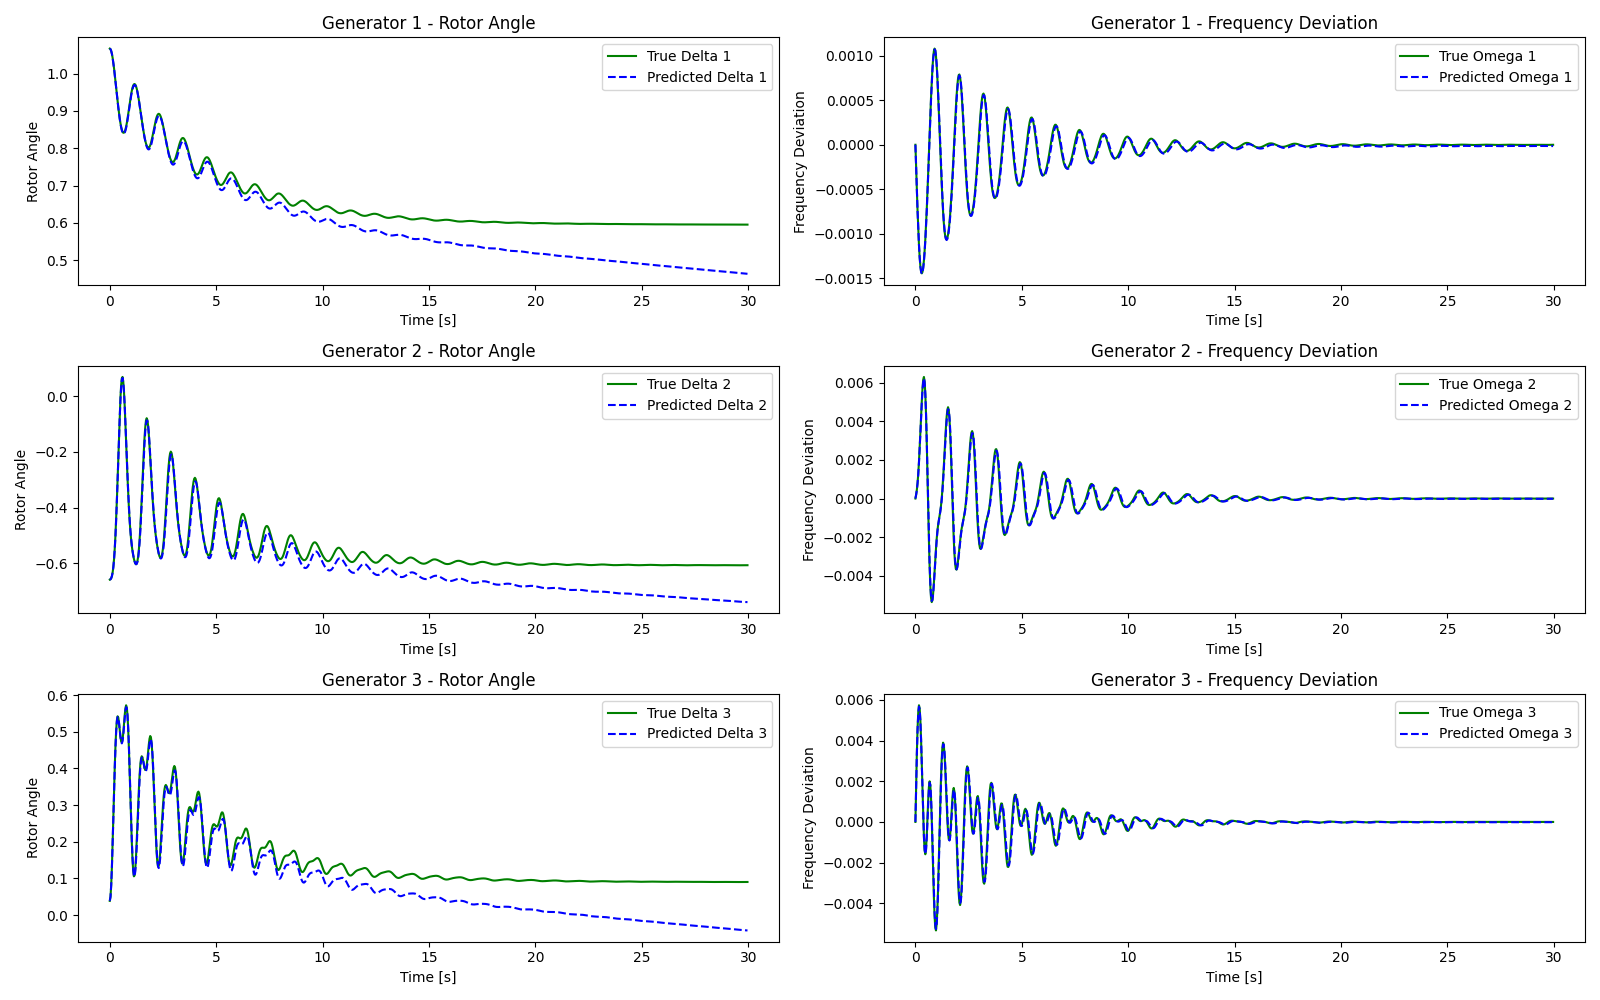 Generator 1 - Rotor Angle
True Delta 1
Predicted Delta 1
Rotor Angle
1.0
0.9
0.8
0.7
0.6
0.5
0 5 10 15 20 25 30
Time [s]
Generator 1 - Frequency Deviation
True Omega 1
Predicted Omega 1
Frequency Deviation
0.0010
0.0005
0.0000
−0.0005
−0.0010
−0.0015
0 5 10 15 20 25 30
Time [s]
Generator 2 - Rotor Angle
True Delta 2
Predicted Delta 2
Rotor Angle
0.0
−0.2
−0.4
−0.6
0 5 10 15 20 25 30
Time [s]
Generator 2 - Frequency Deviation
True Omega 2
Predicted Omega 2
Frequency Deviation
0.006
0.004
0.002
0.000
−0.002
−0.004
0 5 10 15 20 25 30
Time [s]
Generator 3 - Rotor Angle
True Delta 3
Predicted Delta 3
Rotor Angle
0.6
0.5
0.4
0.3
0.2
0.1
0.0
0 5 10 15 20 25 30
Time [s]
Generator 3 - Frequency Deviation
True Omega 3
Predicted Omega 3
Frequency Deviation
0.006
0.004
0.002
0.000
−0.002
−0.004
0 5 10 15 20 25 30
Time [s]